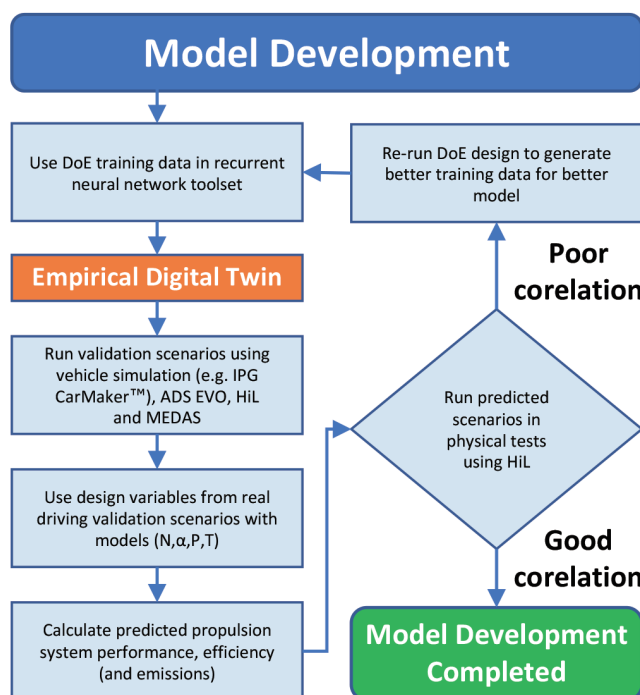 Model Development
Use DoE training data in recurrent
neural network toolset
Re-run DoE design to generate
better training data for better
model
Empirical Digital Twin
Poor
corelation
Run validation scenarios using
vehicle simulation (e.g. IPG
CarMaker™), ADS EVO, HiL
and MEDAS
Run predicted
scenarios in
physical tests
using HiL
Use design variables from real
driving validation scenarios with
models (N,α,P,T)
Good
corelation
Calculate predicted propulsion
system performance, efficiency
(and emissions)
Model Development
Completed